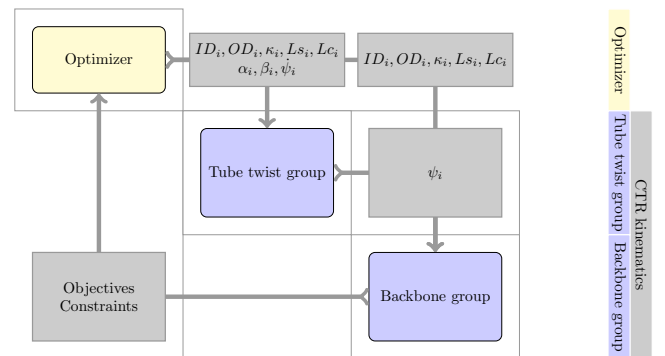 Optimizer
ID_i, OD_i, κ_i, Ls_i, Lc_i
α_i, β_i, ψ̇_i
ID_i, OD_i, κ_i, Ls_i, Lc_i
Tube twist group
ψ_i
Objectives
Constraints
Backbone group
Optimizer
Tube twist group
Backbone group
CTR kinematics